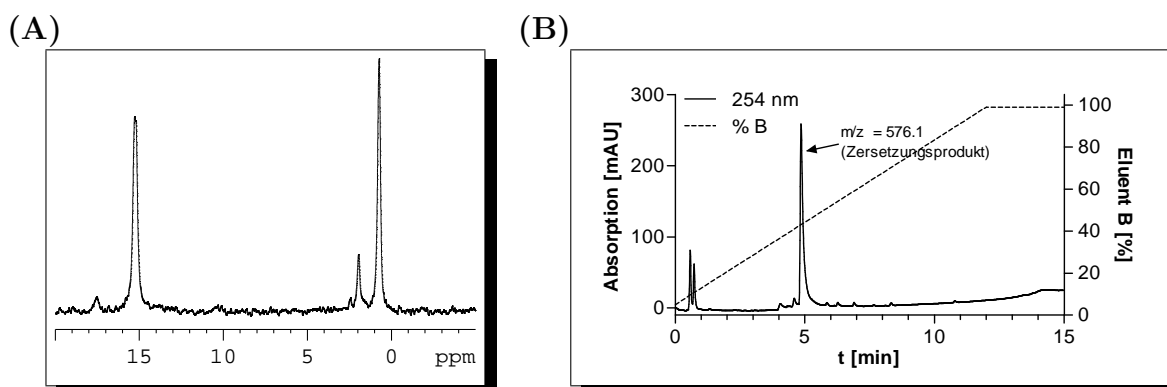 (A)
15 10 5 0 ppm
(B)
Absorption [mAU]
300
200
100
0
254 nm
% B
m/z = 576.1
(Zersetzungsprodukt)
100
80
60
40
20
0
Eluent B [%]
0 5 10 15
t [min]